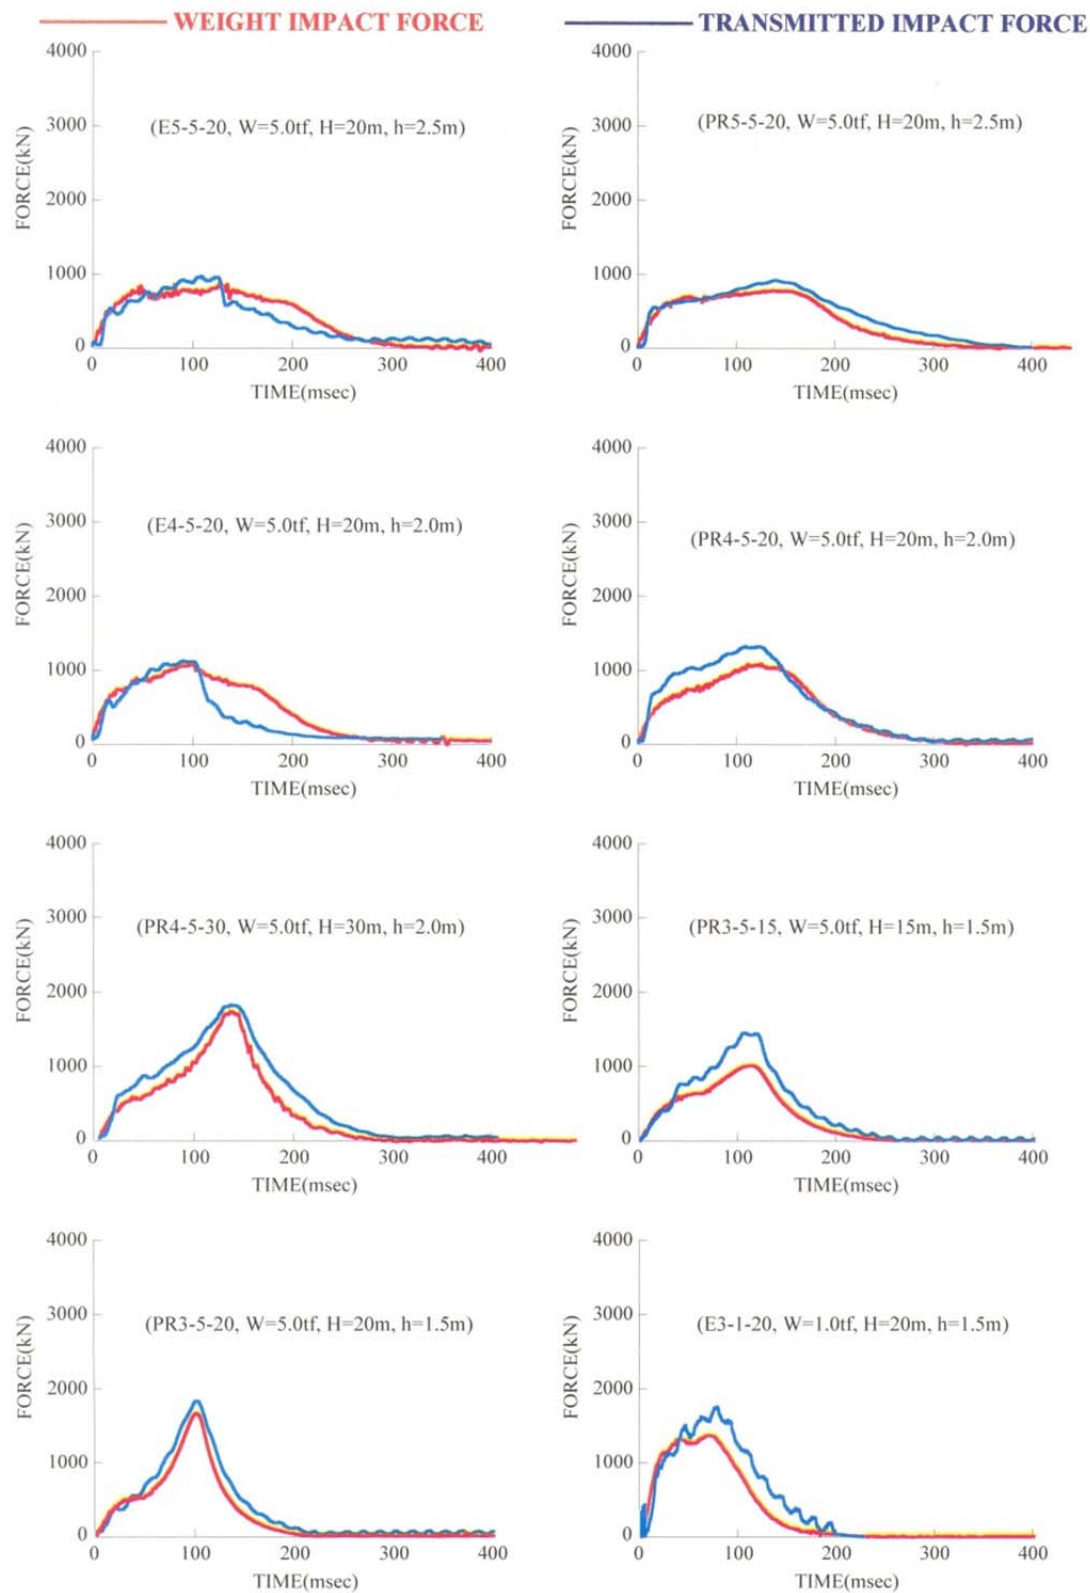 WEIGHT IMPACT FORCE
TRANSMITTED IMPACT FORCE
4000
3000
2000
1000
0
FORCE(kN)
(E5-5-20, W=5.0tf, H=20m, h=2.5m)
0 100 200 300 400
TIME(msec)
4000
3000
2000
1000
0
FORCE(kN)
(PR5-5-20, W=5.0tf, H=20m, h=2.5m)
0 100 200 300 400
TIME(msec)
4000
3000
2000
1000
0
FORCE(kN)
(E4-5-20, W=5.0tf, H=20m, h=2.0m)
0 100 200 300 400
TIME(msec)
4000
3000
2000
1000
0
FORCE(kN)
(PR4-5-20, W=5.0tf, H=20m, h=2.0m)
0 100 200 300 400
TIME(msec)
4000
3000
2000
1000
0
FORCE(kN)
(PR4-5-30, W=5.0tf, H=30m, h=2.0m)
0 100 200 300 400
TIME(msec)
4000
3000
2000
1000
0
FORCE(kN)
(PR3-5-15, W=5.0tf, H=15m, h=1.5m)
0 100 200 300 400
TIME(msec)
4000
3000
2000
1000
0
FORCE(kN)
(PR3-5-20, W=5.0tf, H=20m, h=1.5m)
0 100 200 300 400
TIME(msec)
4000
3000
2000
1000
0
FORCE(kN)
(E3-1-20, W=1.0tf, H=20m, h=1.5m)
0 100 200 300 400
TIME(msec)